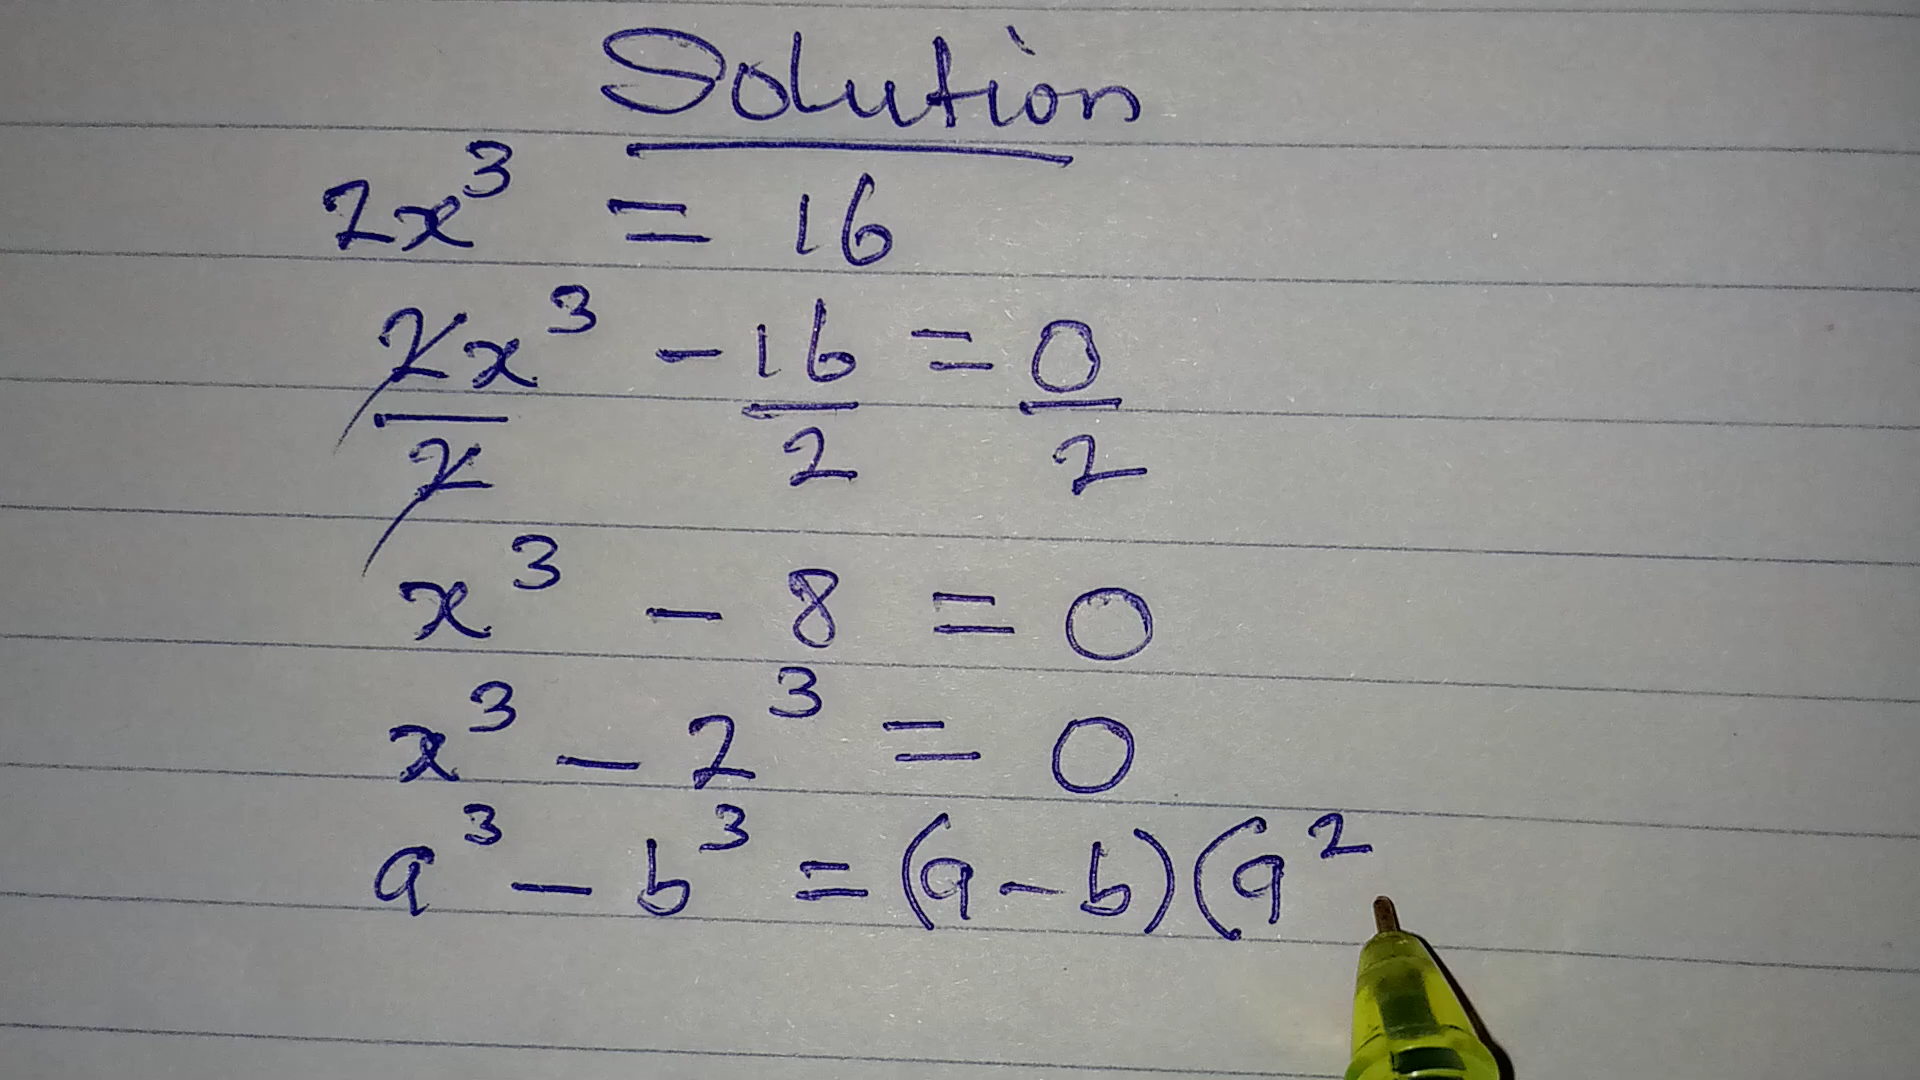 Solution
2x³ = 16
2x³/2 - 16/2 = 0/2
x³ - 8 = 0
x³ - 2³ = 0
a³ - b³ = (a - b)(a²